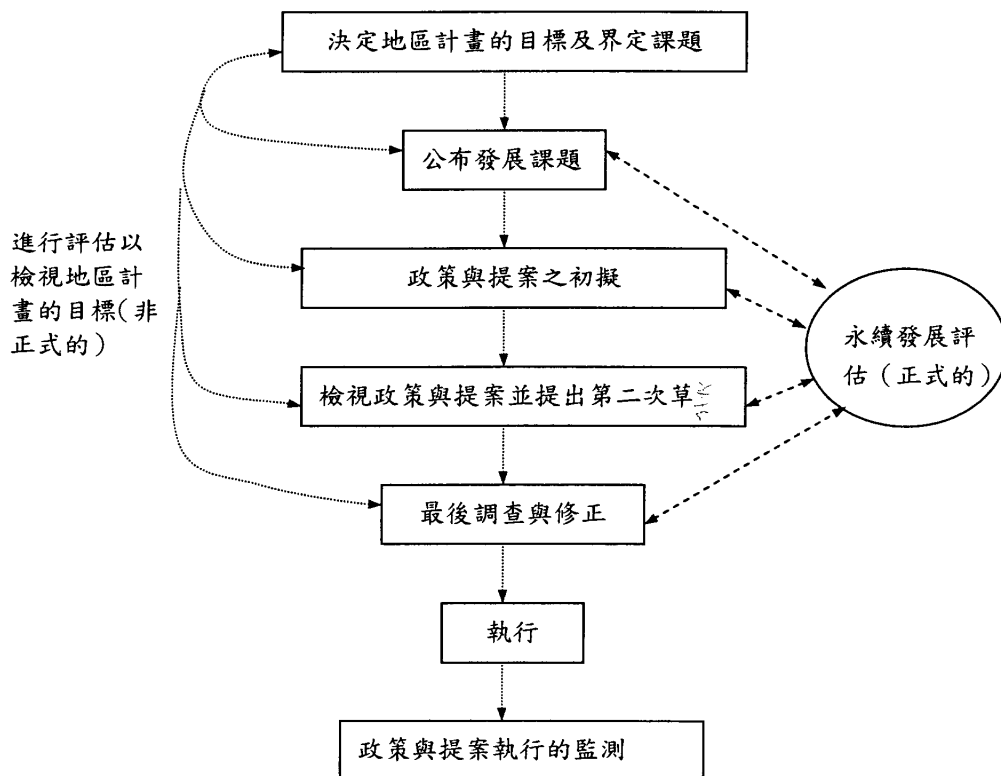 決定地區計畫的目標及界定課題
公布發展課題
進行評估以
檢視地區計
畫的目標(非
正式的)
政策與提案之初擬
永續發展評
估(正式的)
檢視政策與提案並提出第二次草
最後調查與修正
執行
政策與提案執行的監測